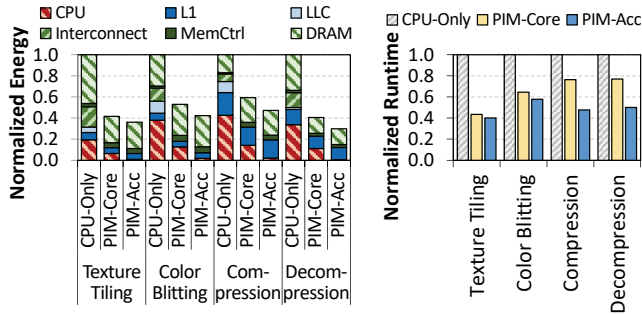 CPU L1 LLC
Interconnect MemCtrl DRAM
Normalized Energy
1.0
0.8
0.6
0.4
0.2
0.0
CPU-Only
PIM-Core
PIM-Acc
CPU-Only
PIM-Core
PIM-Acc
CPU-Only
PIM-Core
PIM-Acc
CPU-Only
PIM-Core
PIM-Acc
Texture
Tiling
Color
Blitting
Com-
pression
Decom-
pression
CPU-Only PIM-Core PIM-Acc
Normalized Runtime
1.0
0.8
0.6
0.4
0.2
0.0
Texture Tiling
Color Blitting
Compression
Decompression